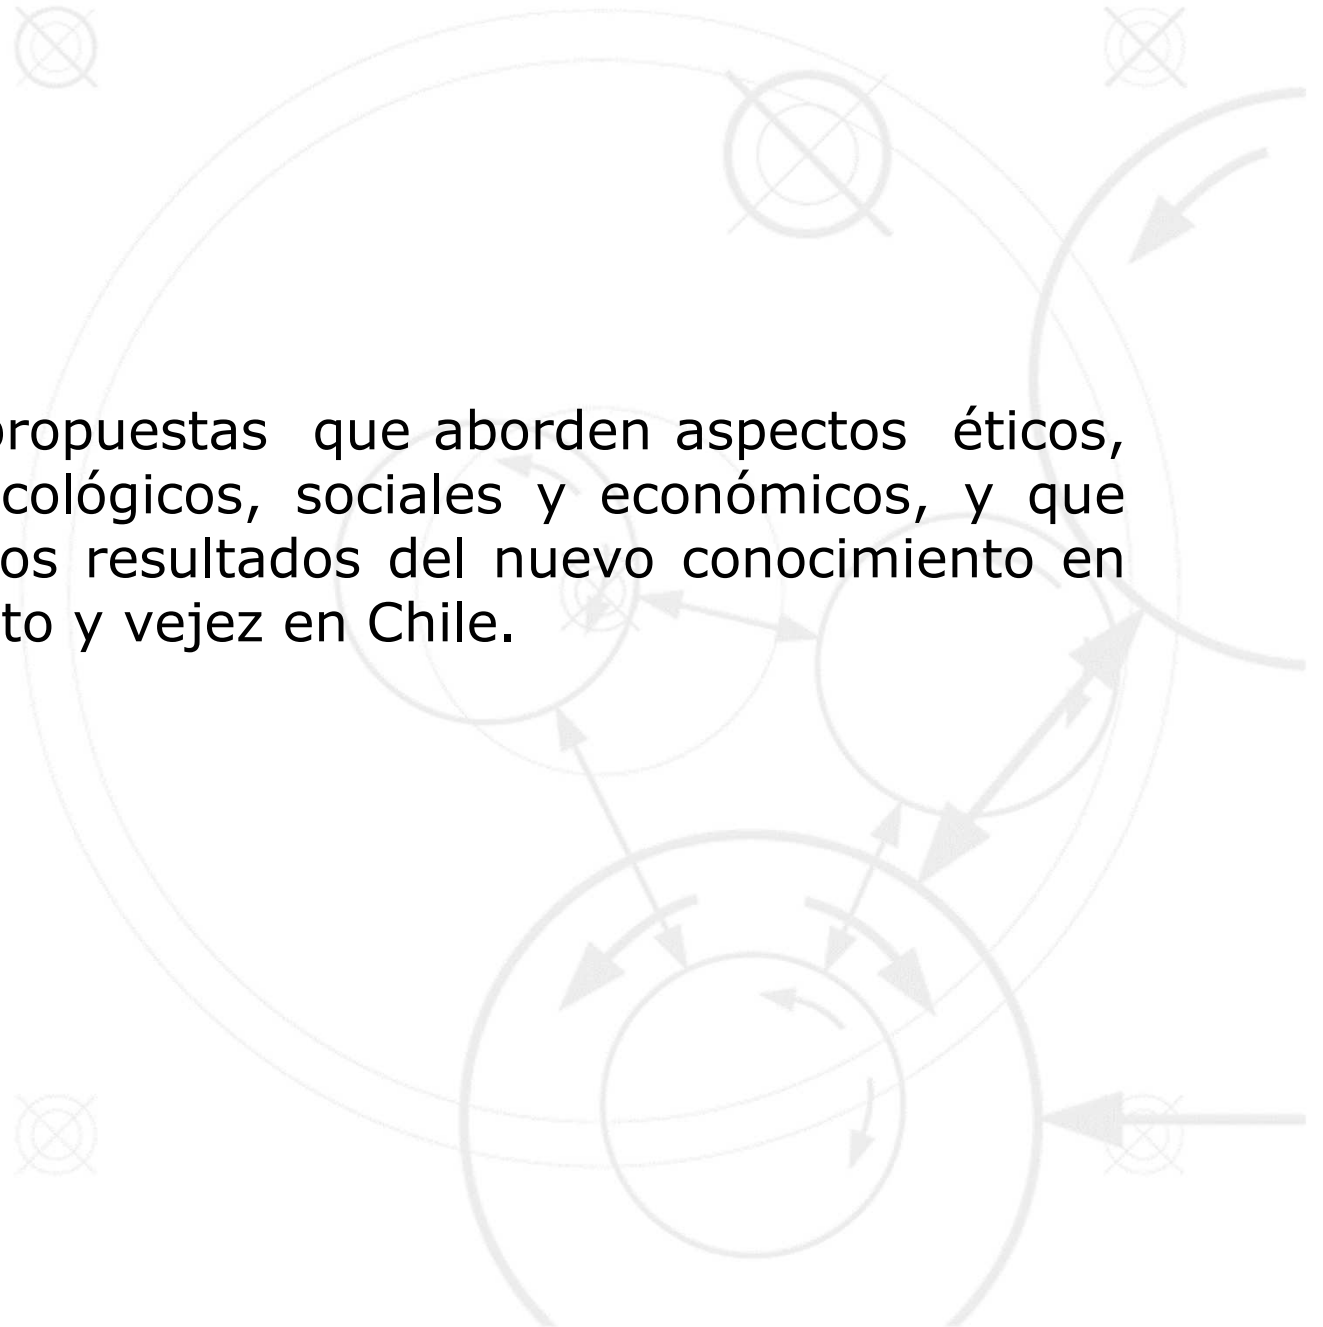 propuestas que aborden aspectos éticos,
cológicos, sociales y económicos, y que
os resultados del nuevo conocimiento en
to y vejez en Chile.